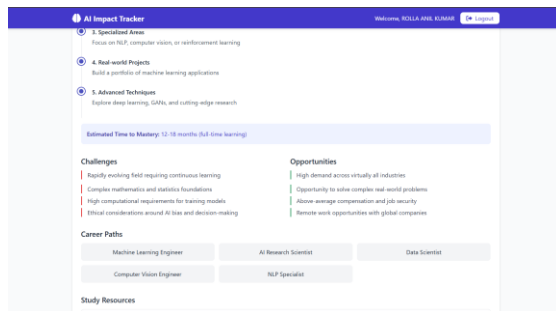 AI Impact Tracker
Welcome, ROLLA ANIL KUMAR
Logout
3. Specialized Areas
Focus on NLP, computer vision, or reinforcement learning
4. Real-world Projects
Build a portfolio of machine learning applications
5. Advanced Techniques
Explore deep learning, GANs, and cutting-edge research
Estimated Time to Mastery: 12-18 months (full-time learning)
Challenges
Rapidly evolving field requiring continuous learning
Complex mathematics and statistics foundations
High computational requirements for training models
Ethical considerations around AI bias and decision-making
Opportunities
High demand across virtually all industries
Opportunity to solve complex real-world problems
Above-average compensation and job security
Remote work opportunities with global companies
Career Paths
Machine Learning Engineer
AI Research Scientist
Data Scientist
Computer Vision Engineer
NLP Specialist
Study Resources